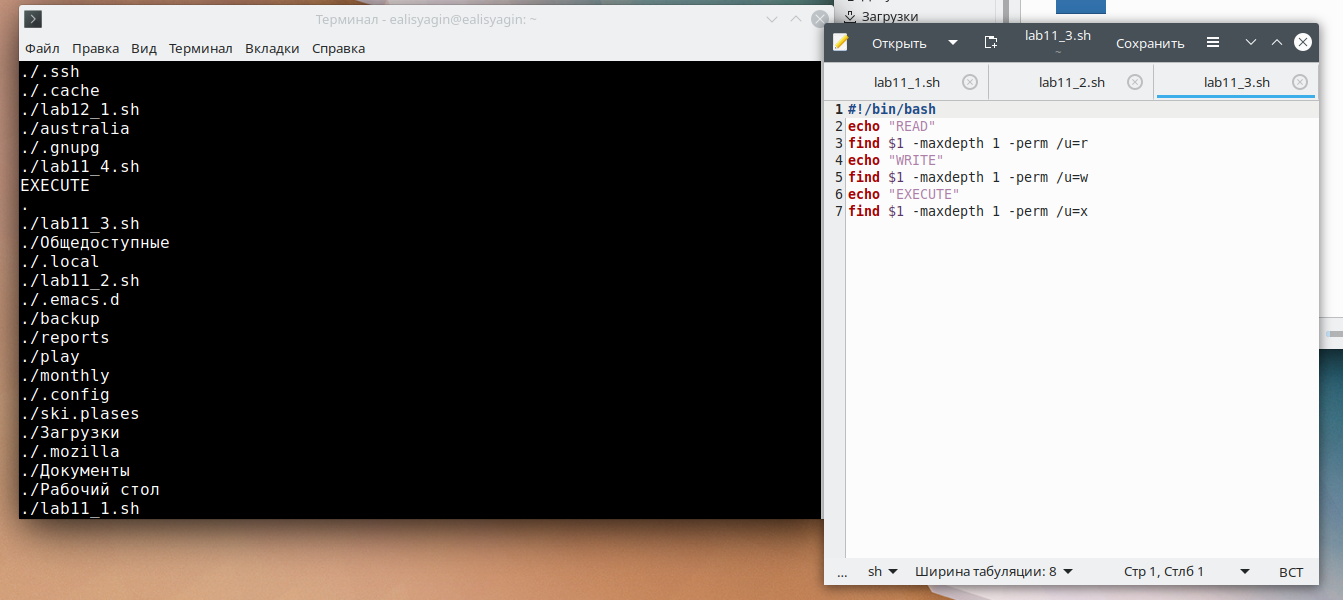 Терминал - ealisyagin@ealisyagin: ~
Файл Правка Вид Терминал Вкладки Справка
./.ssh
./.cache
./lab12_1.sh
./australia
./.gnupg
./lab11_4.sh
EXECUTE
.
./lab11_3.sh
./Общедоступные
./.local
./lab11_2.sh
./.emacs.d
./backup
./reports
./play
./monthly
./.config
./ski.plases
./Загрузки
./.mozilla
./Документы
./Рабочий стол
./lab11_1.sh
Загрузки
Открыть lab11_3.sh Сохранить
~
lab11_1.sh lab11_2.sh lab11_3.sh
1 #!/bin/bash
2 echo "READ"
3 find $1 -maxdepth 1 -perm /u=r
4 echo "WRITE"
5 find $1 -maxdepth 1 -perm /u=w
6 echo "EXECUTE"
7 find $1 -maxdepth 1 -perm /u=x
... sh Ширина табуляции: 8 Стр 1, Стлб 1 ВСТ